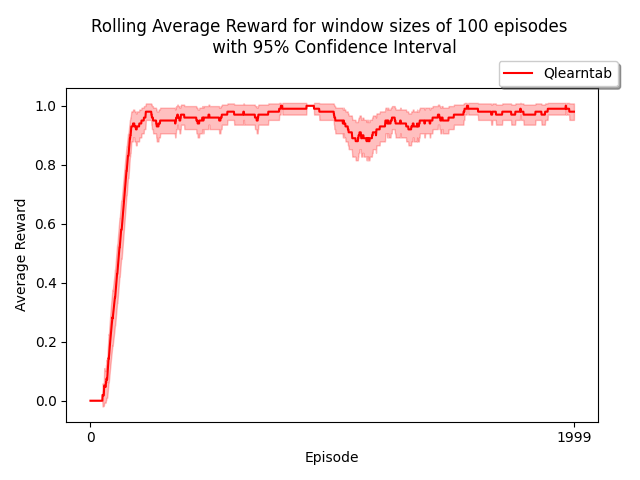 Rolling Average Reward for window sizes of 100 episodes
with 95% Confidence Interval
Qlearntab
1.0
0.8
0.6
0.4
0.2
0.0
Average Reward
0
1999
Episode